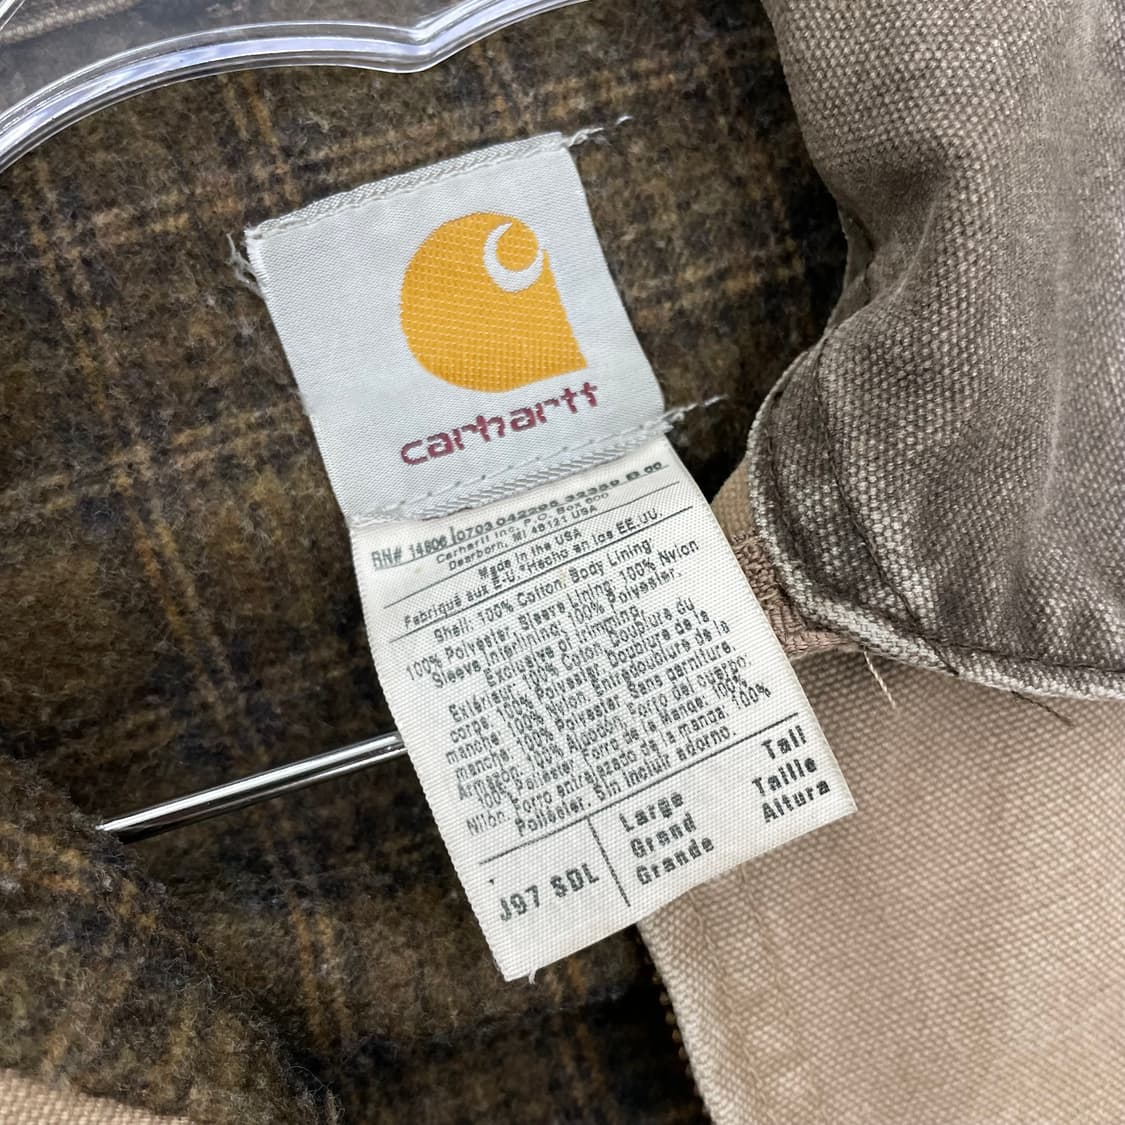 carhartt
RN# 14806 0703 042295 32359
Carhartt Inc. P.O. Box 600
Dearborn, MI 48121 USA
Made in the USA
Fabriqué aux E-U. *Hecho en los EE.UU.
Shell: 100% Cotton. Body Lining:
100% Polyester. Sleeve Lining: 100% Nylon
Sleeve Interlining: 100% Polyester.
Exclusive of trimming.
Extérieur: 100% Coton. Doublure du
corps: 100% Polyester. Doublure de la
manche: 100% Nylon. Entredoublure de la
manche: 100% Polyester. Sans garniture.
Armazón: 100% Algodón. Forro del cuerpo:
100% Poliéster. Forro de la Manga: 100%
Nilón. Forro entrelazado de la manga: 100%
Poliéster. Sin incluir adorno.
J97 SDL
Large
Grand
Grande
Tall
Taille
Altura